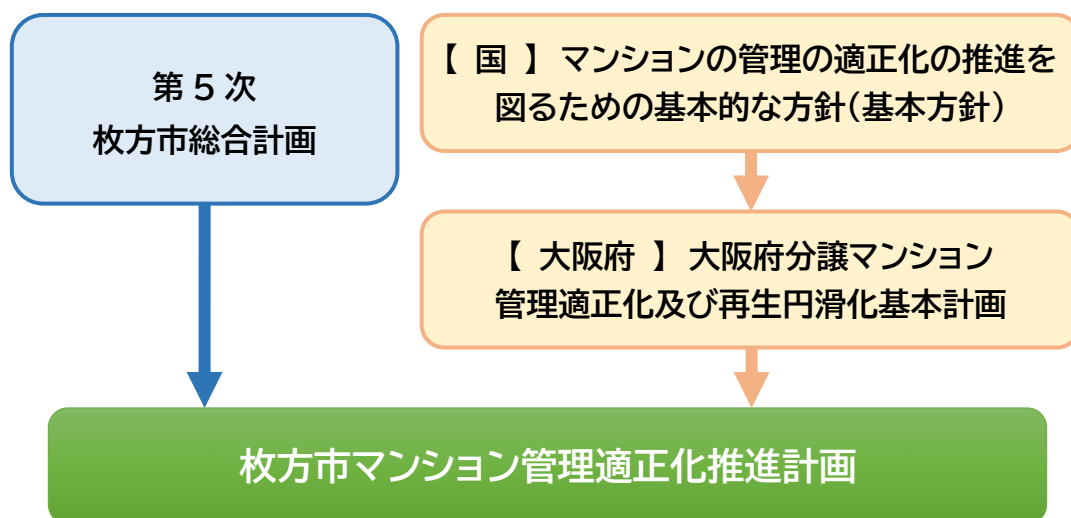 第5次
枚方市総合計画
【 国 】 マンションの管理の適正化の推進を
図るための基本的な方針(基本方針)
【 大阪府 】 大阪府分譲マンション
管理適正化及び再生円滑化基本計画
枚方市マンション管理適正化推進計画